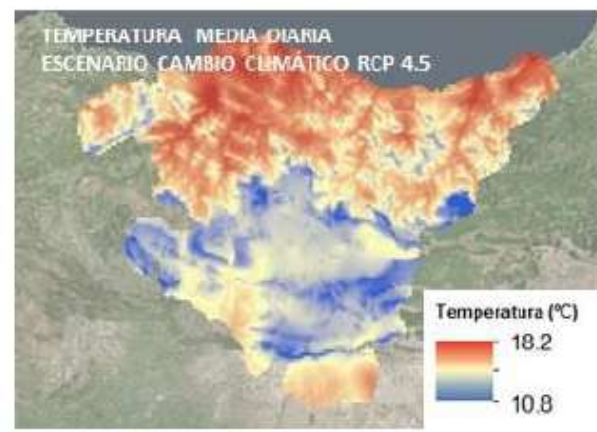 TEMPERATURA MEDIA DIARIA
ESCENARIO CAMBIO CLIMÁTICO RCP 4.5
Temperatura (ºC)
18.2
10.8